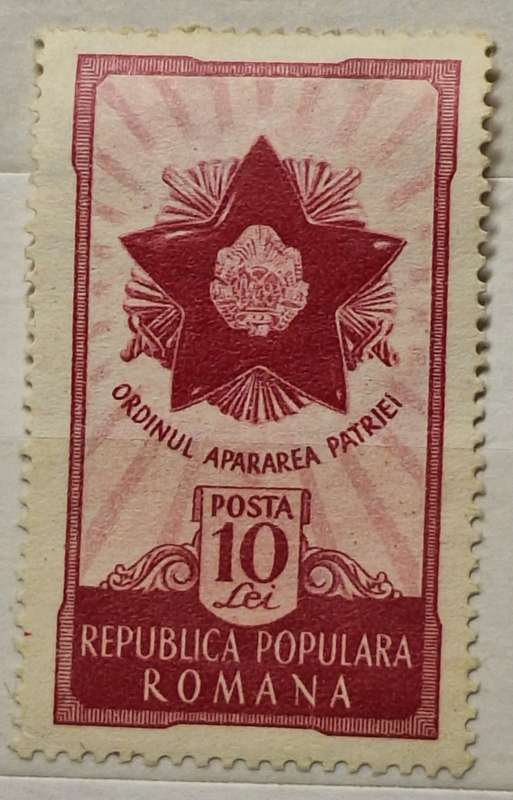 ORDINUL APARAREA PATRIEI
POSTA
10
Lei
REPUBLICA POPULARA
ROMANA